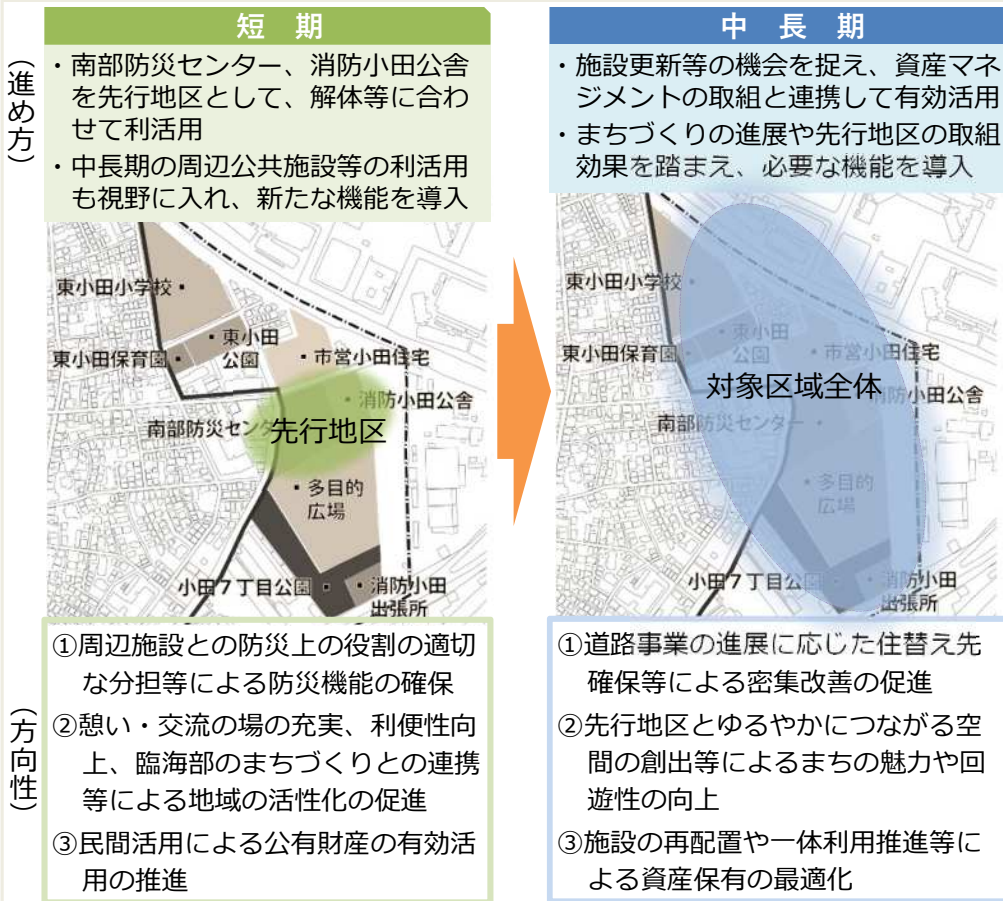 短 期
（進め方）
・南部防災センター、消防小田公舎
を先行地区として、解体等に合わ
せて利活用
・中長期の周辺公共施設等の利活用
も視野に入れ、新たな機能を導入
東小田小学校
東小田
公園
東小田保育園
市営小田住宅
消防小田公舎
南部防災セン
先行地区
多目的
広場
小田７丁目公園
消防小田
出張所
（方向性）
①周辺施設との防災上の役割の適切
な分担等による防災機能の確保
②憩い・交流の場の充実、利便性向
上、臨海部のまちづくりとの連携
等による地域の活性化の促進
③民間活用による公有財産の有効活
用の推進
中 長 期
・施設更新等の機会を捉え、資産マネ
ジメントの取組と連携して有効活用
・まちづくりの進展や先行地区の取組
効果を踏まえ、必要な機能を導入
東小田小学校
東小田
公園
東小田保育園
市営小田住宅
対象区域全体
消防小田公舎
南部防災センター
多目的
広場
小田７丁目公園
消防小田
出張所
①道路事業の進展に応じた住替え先
確保等による密集改善の促進
②先行地区とゆるやかにつながる空
間の創出等によるまちの魅力や回
遊性の向上
③施設の再配置や一体利用推進等に
よる資産保有の最適化